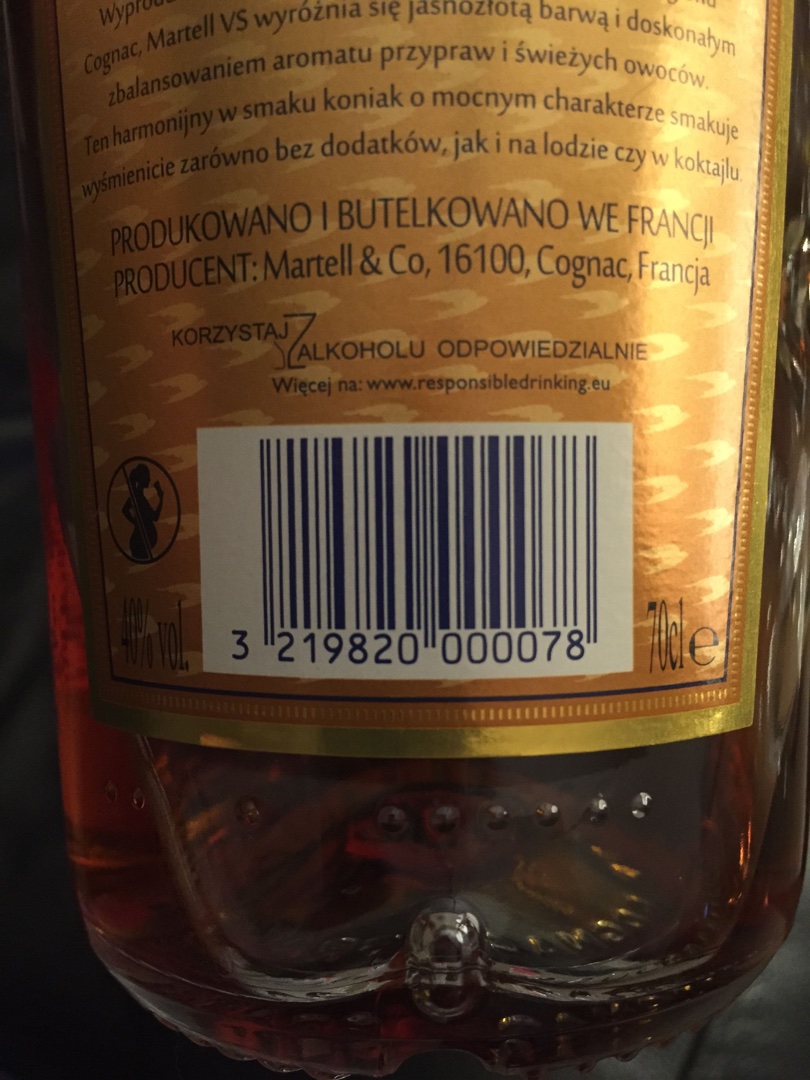 Cognac, Martell VS wyróżnia się jasnozłotą barwą i doskonałym
zbalansowaniem aromatu przypraw i świeżych owoców.
Ten harmonijny w smaku koniak o mocnym charakterze smakuje
wyśmienicie zarówno bez dodatków, jak i na lodzie czy w koktajlu.
PRODUKOWANO I BUTELKOWANO WE FRANCJI
PRODUCENT: Martell & Co, 16100, Cognac, Francja
KORZYSTAJ Z ALKOHOLU ODPOWIEDZIALNIE
Więcej na: www.responsibledrinking.eu
3 219820 000078
40% vol.
70cl e